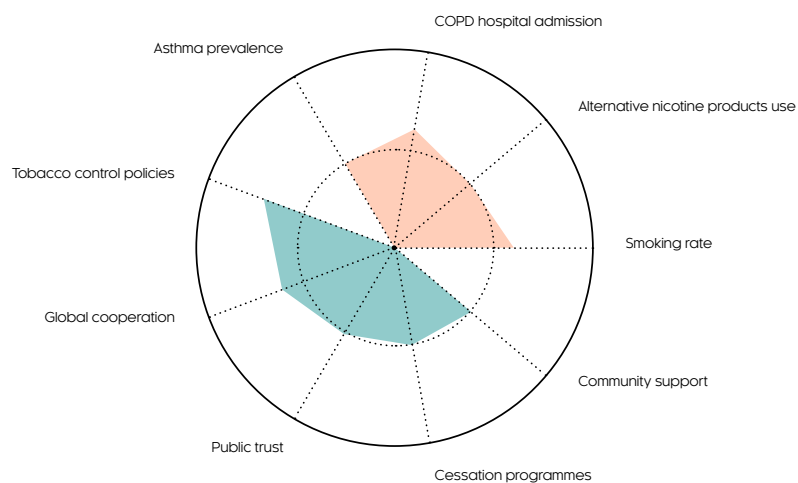 COPD hospital admission
Asthma prevalence
Alternative nicotine products use
Tobacco control policies
Smoking rate
Global cooperation
Community support
Public trust
Cessation programmes